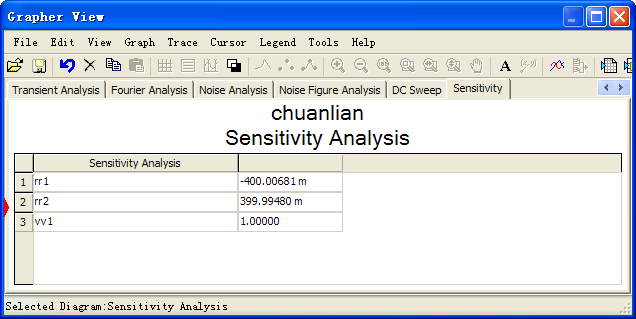 Grapher View
File Edit View Graph Trace Cursor Legend Tools Help
A
Transient Analysis Fourier Analysis Noise Analysis Noise Figure Analysis DC Sweep Sensitivity
chuanlian
Sensitivity Analysis
Sensitivity Analysis
1 rr1 -400.00681 m
2 rr2 399.99480 m
3 vv1 1.00000
Selected Diagram:Sensitivity Analysis